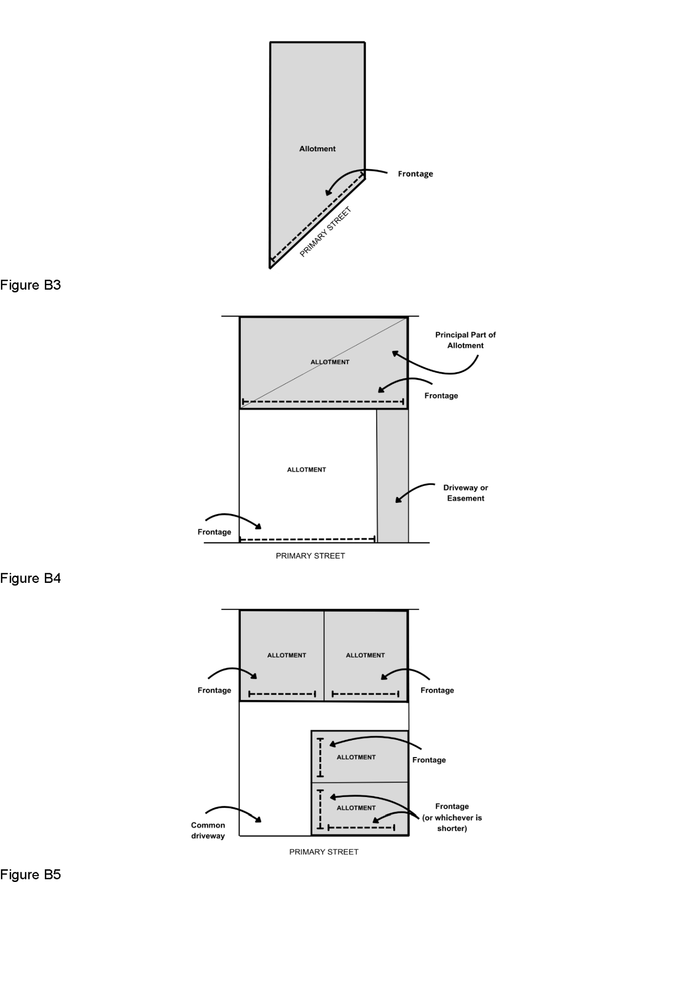 Allotment
Frontage
PRIMARY STREET
Figure B3
Principal Part of
Allotment
ALLOTMENT
Frontage
ALLOTMENT
Driveway or
Easement
Frontage
PRIMARY STREET
Figure B4
ALLOTMENT
ALLOTMENT
Frontage
Frontage
ALLOTMENT
Frontage
ALLOTMENT
Frontage
(or whichever is
shorter)
Common
driveway
PRIMARY STREET
Figure B5